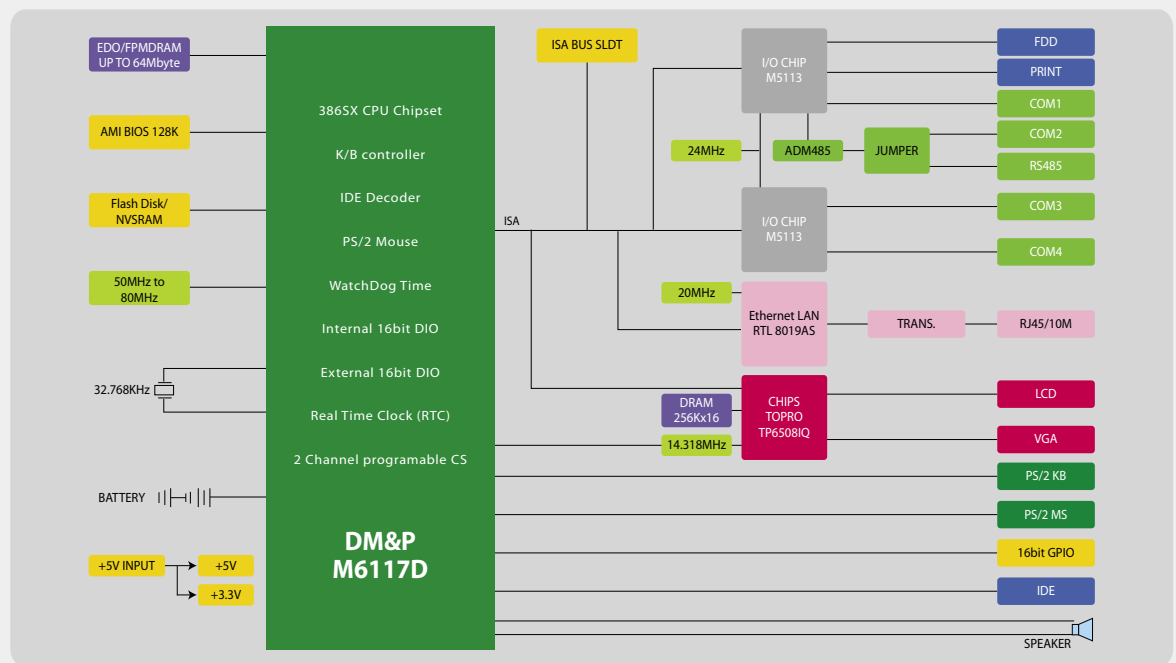 EDO/FPMDRAM
UP TO 64Mbyte
AMI BIOS 128K
Flash Disk/
NVSRAM
50MHz to
80MHz
32.768KHz
BATTERY
+5V INPUT
+5V
+3.3V
386SX CPU Chipset
K/B controller
IDE Decoder
PS/2 Mouse
WatchDog Time
Internal 16bit DIO
External 16bit DIO
Real Time Clock (RTC)
2 Channel programable CS
DM&P
M6117D
ISA
ISA BUS SLDT
I/O CHIP
M5113
24MHz
ADM485
JUMPER
I/O CHIP
M5113
20MHz
Ethernet LAN
RTL 8019AS
TRANS.
DRAM
256Kx16
14.318MHz
CHIPS
TOPRO
TP6508IQ
FDD
PRINT
COM1
COM2
RS485
COM3
COM4
RJ45/10M
LCD
VGA
PS/2 KB
PS/2 MS
16bit GPIO
IDE
SPEAKER